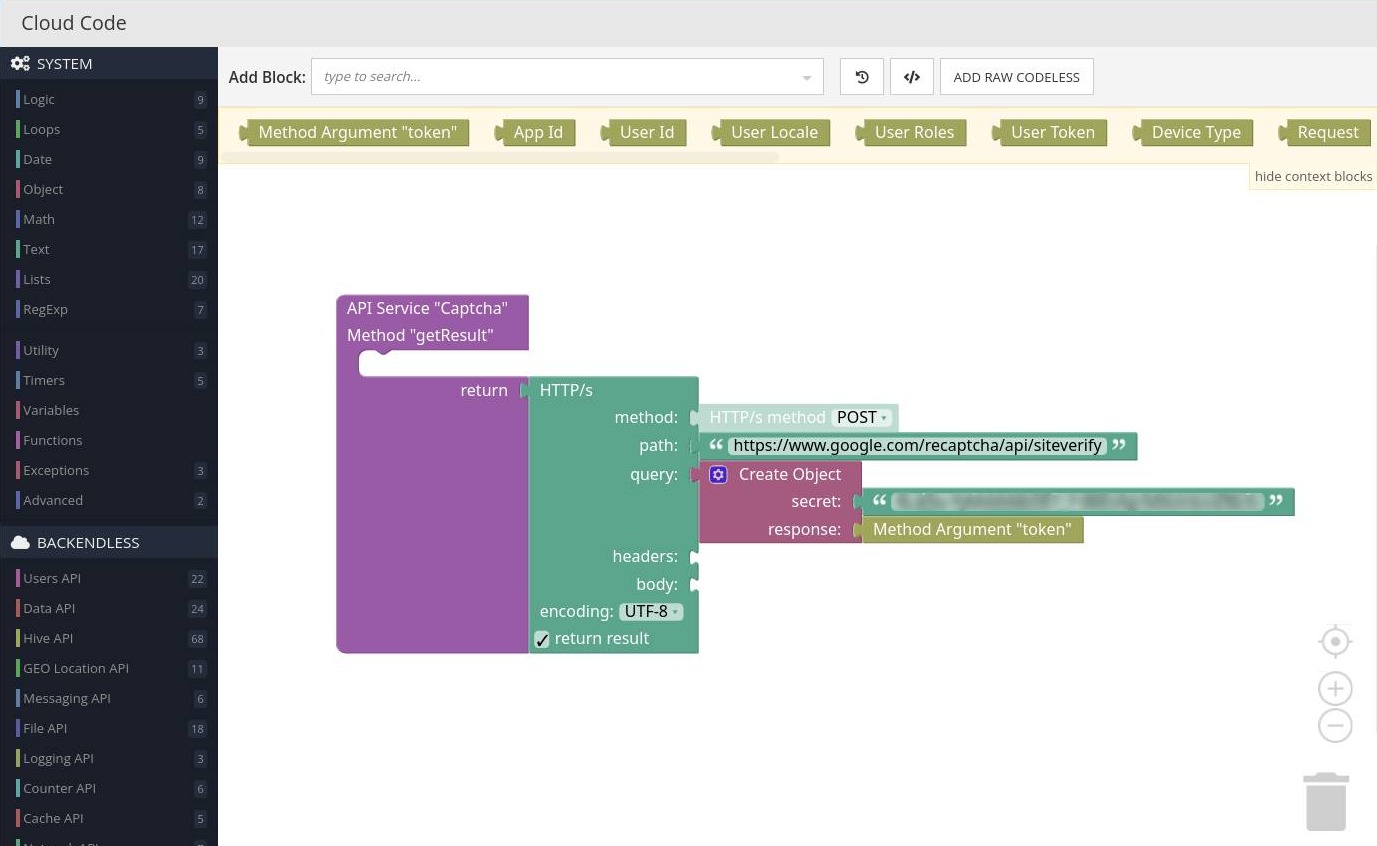 Cloud Code
SYSTEM
Logic 9
Loops 5
Date 9
Object 8
Math 12
Text 17
Lists 20
RegExp 7
Utility 3
Timers 5
Variables
Functions
Exceptions 3
Advanced 2
BACKENDLESS
Users API 22
Data API 24
Hive API 68
GEO Location API 11
Messaging API 6
File API 18
Logging API 3
Counter API 6
Cache API 5
Add Block: type to search... </> ADD RAW CODELESS
Method Argument "token" App Id User Id User Locale User Roles User Token Device Type Request
hide context blocks
API Service "Captcha"
Method "getResult"
return HTTP/s
method: HTTP/s method POST
path: “ https://www.google.com/recaptcha/api/siteverify ”
query: Create Object
secret: “ ”
response: Method Argument "token"
headers:
body:
encoding: UTF-8
return result